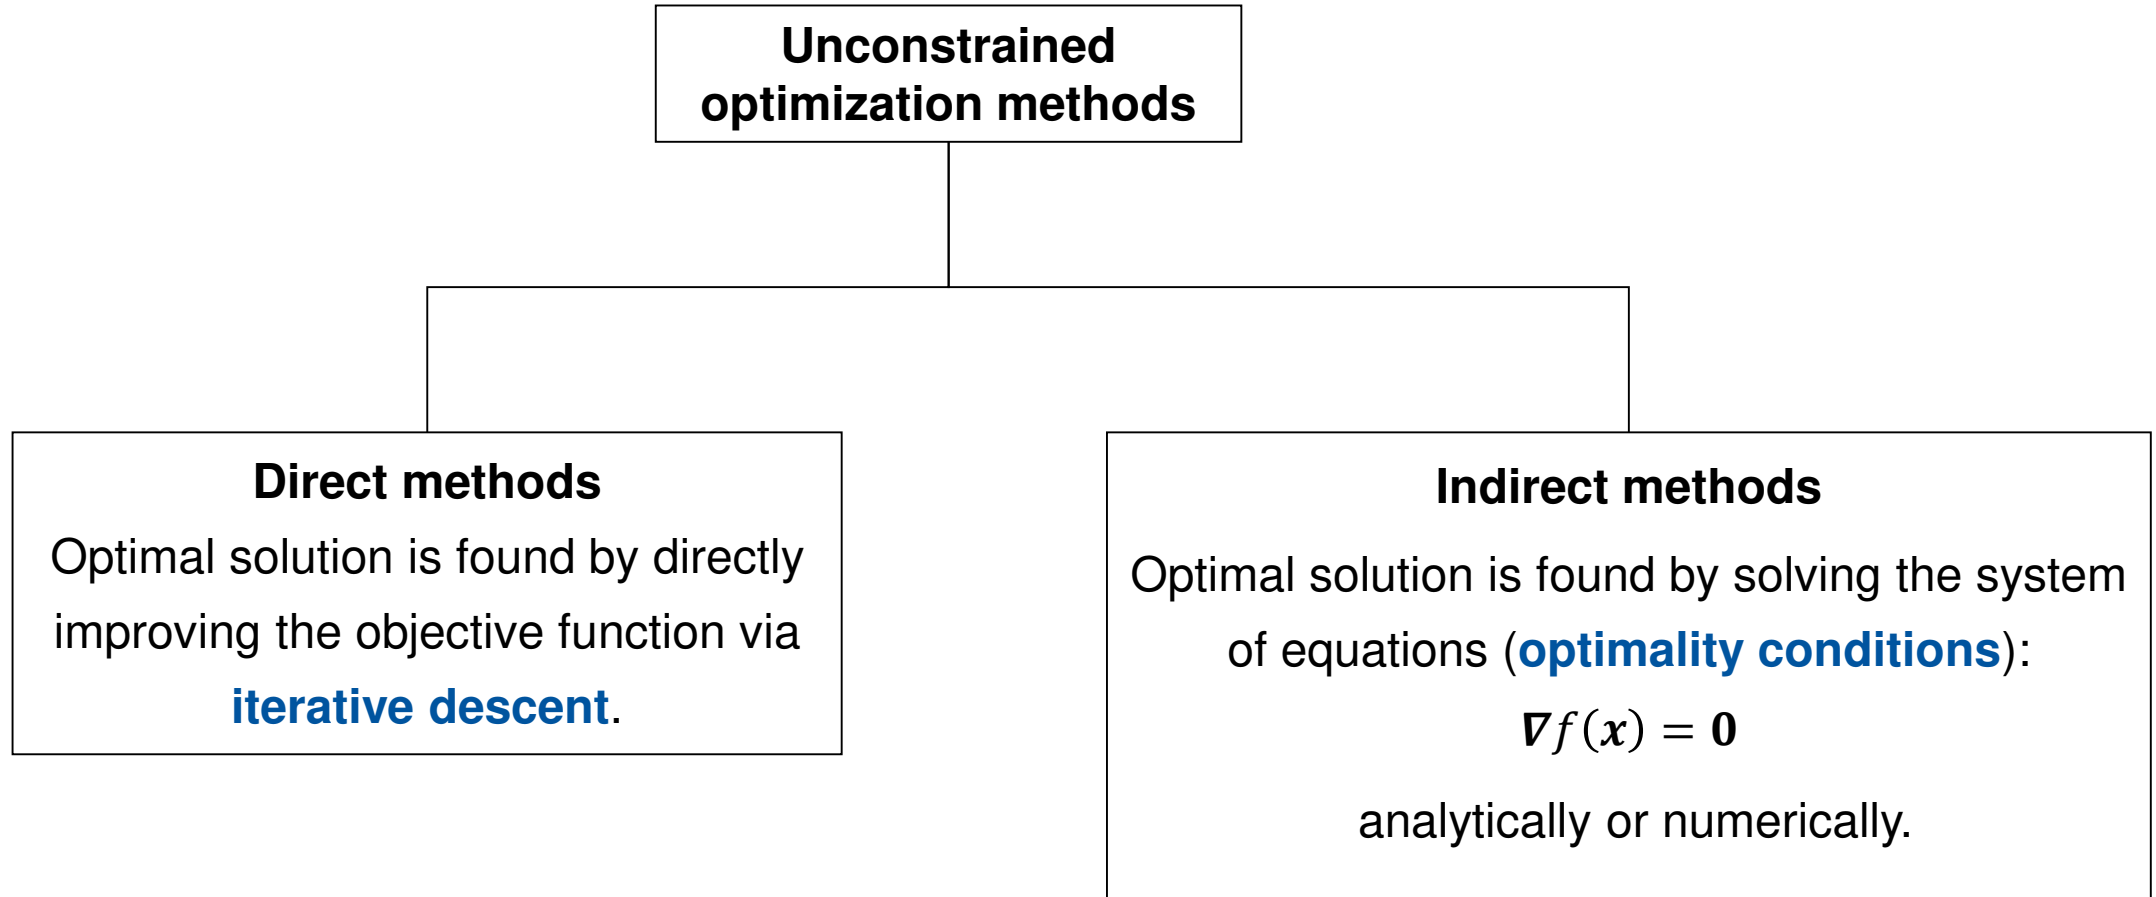 Unconstrained
optimization methods
Direct methods
Optimal solution is found by directly
improving the objective function via
iterative descent.
Indirect methods
Optimal solution is found by solving the system
of equations (optimality conditions):
∇f(x) = 0
analytically or numerically.